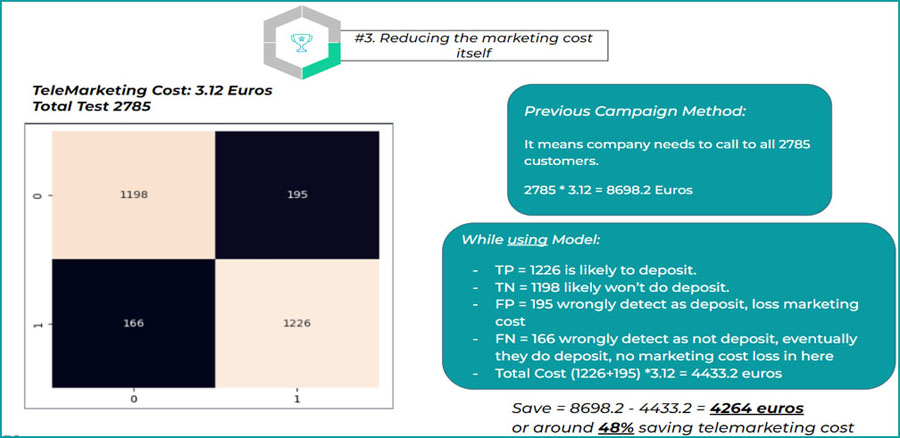 #3. Reducing the marketing cost
itself
TeleMarketing Cost: 3.12 Euros
Total Test 2785
0
1198
195
1
166
1226
0
1
Previous Campaign Method:
It means company needs to call to all 2785
customers.
2785 * 3.12 = 8698.2 Euros
While using Model:
- TP = 1226 is likely to deposit.
- TN = 1198 likely won’t do deposit.
- FP = 195 wrongly detect as deposit, loss marketing
cost
- FN = 166 wrongly detect as not deposit, eventually
they do deposit, no marketing cost loss in here
- Total Cost (1226+195) *3.12 = 4433.2 euros
Save = 8698.2 - 4433.2 = 4264 euros
or around 48% saving telemarketing cost